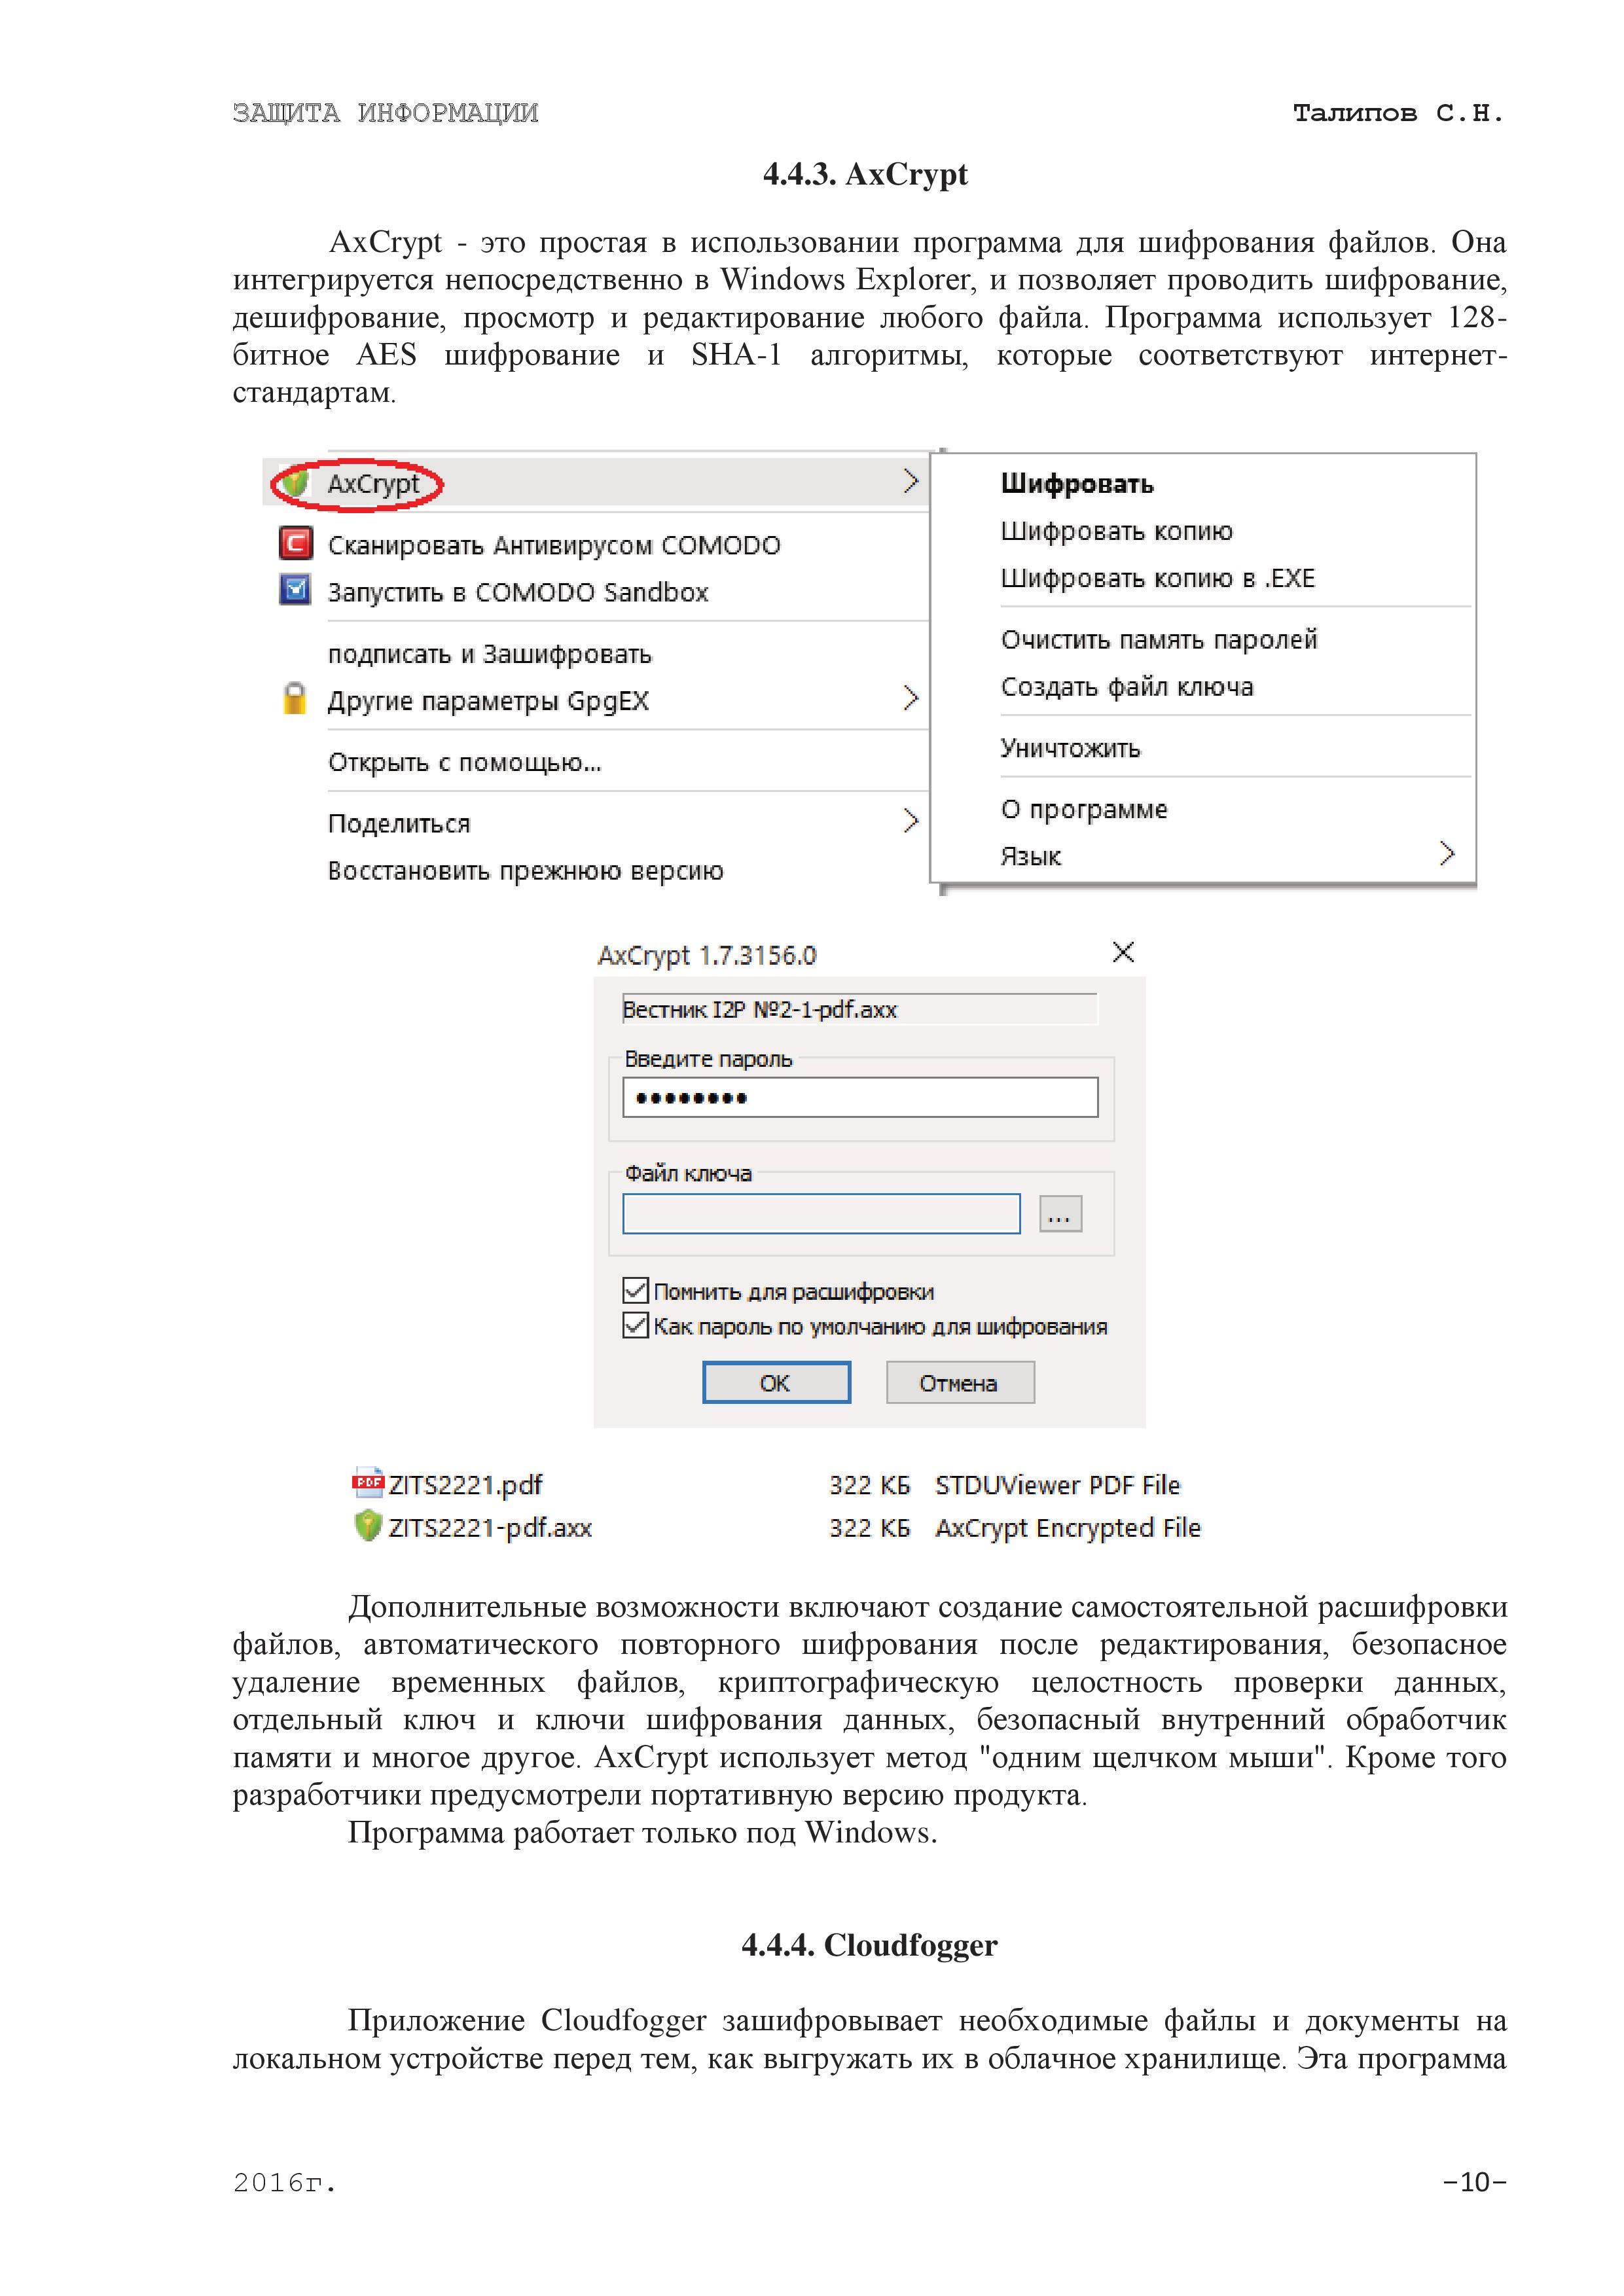 ЗАЩИТА ИНФОРМАЦИИ Талипов С.Н.
4.4.3. AxCrypt
AxCrypt - это простая в использовании программа для шифрования файлов. Она
интегрируется непосредственно в Windows Explorer, и позволяет проводить шифрование,
дешифрование, просмотр и редактирование любого файла. Программа использует 128-
битное AES шифрование и SHA-1 алгоритмы, которые соответствуют интернет-
стандартам.
AxCrypt
Сканировать Антивирусом COMODO
Запустить в COMODO Sandbox
подписать и Зашифровать
Другие параметры GpgEX
Открыть с помощью...
Поделиться
Восстановить прежнюю версию
Шифровать
Шифровать копию
Шифровать копию в .EXE
Очистить память паролей
Создать файл ключа
Уничтожить
О программе
Язык
AxCrypt 1.7.3156.0
Вестник I2P №2-1-pdf.axx
Введите пароль
••••••••
Файл ключа
...
Помнить для расшифровки
Как пароль по умолчанию для шифрования
OK Отмена
PDF ZITS2221.pdf 322 КБ STDUViewer PDF File
ZITS2221-pdf.axx 322 КБ AxCrypt Encrypted File
Дополнительные возможности включают создание самостоятельной расшифровки
файлов, автоматического повторного шифрования после редактирования, безопасное
удаление временных файлов, криптографическую целостность проверки данных,
отдельный ключ и ключи шифрования данных, безопасный внутренний обработчик
памяти и многое другое. AxCrypt использует метод "одним щелчком мыши". Кроме того
разработчики предусмотрели портативную версию продукта.
Программа работает только под Windows.
4.4.4. Cloudfogger
Приложение Cloudfogger зашифровывает необходимые файлы и документы на
локальном устройстве перед тем, как выгружать их в облачное хранилище. Эта программа
2016г. -10-